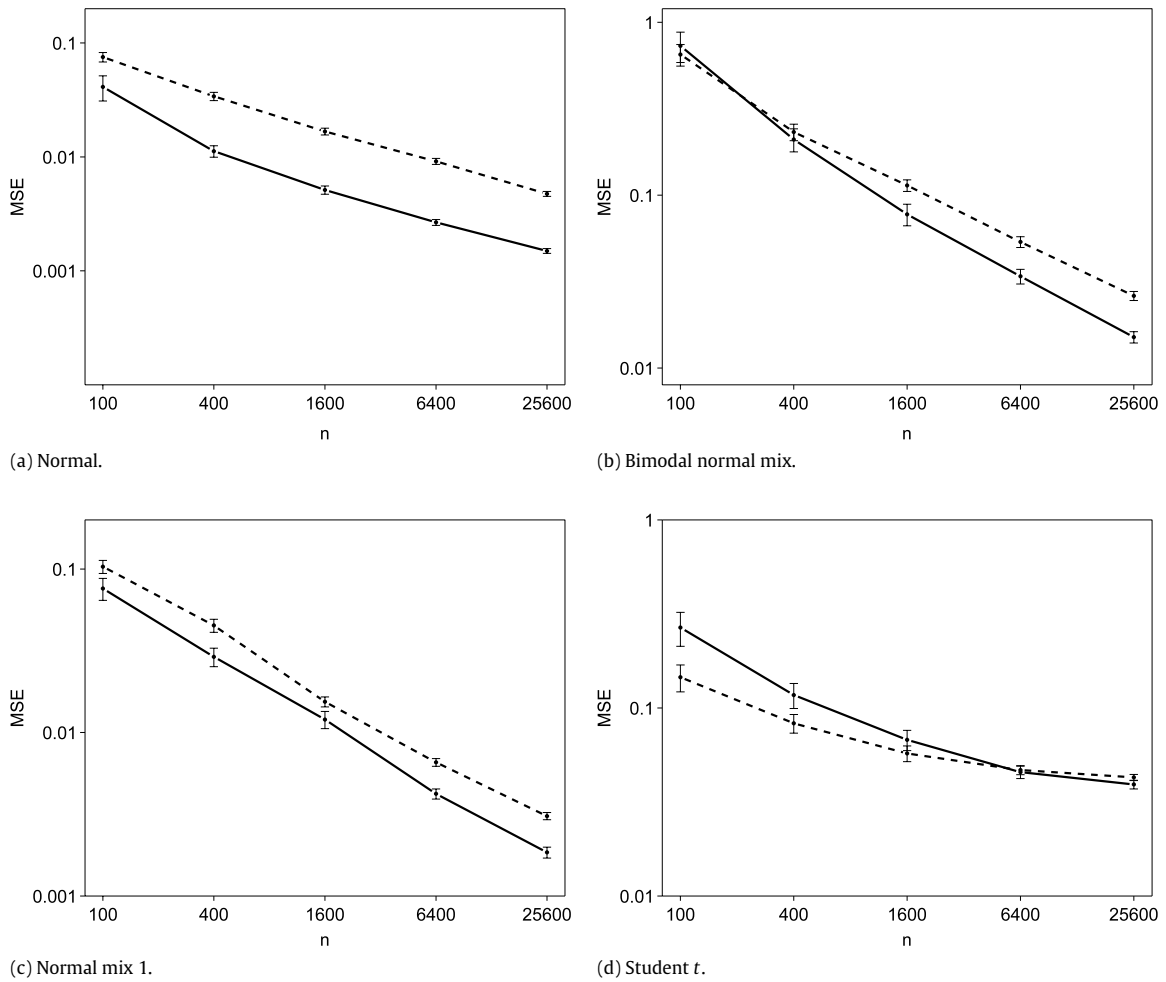 0.1
0.01
0.001
MSE
100 400 1600 6400 25600
n
(a) Normal.
1
0.1
0.01
MSE
100 400 1600 6400 25600
n
(b) Bimodal normal mix.
0.1
0.01
0.001
MSE
100 400 1600 6400 25600
n
(c) Normal mix 1.
1
0.1
0.01
MSE
100 400 1600 6400 25600
n
(d) Student t.